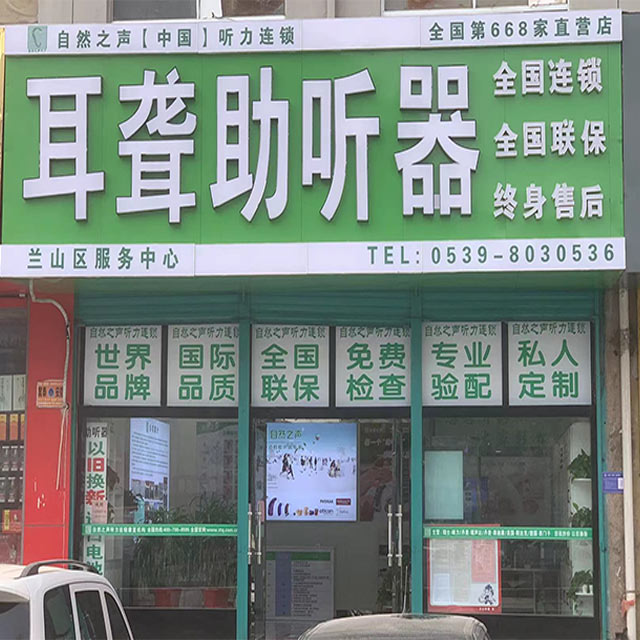 自然之声【中国】听力连锁
全国第668家直营店
耳聋助听器
全国连锁
全国联保
终身售后
兰山区服务中心
TEL: 0539-8030536
自然之声听力连锁
世界
品牌
自然之声听力连锁
国际
品质
自然之声听力连锁
全国
联保
自然之声听力连锁
免费
检查
自然之声听力连锁
专业
验配
自然之声听力连锁
私人
定制
助听器
以旧换新
电池
自然之声